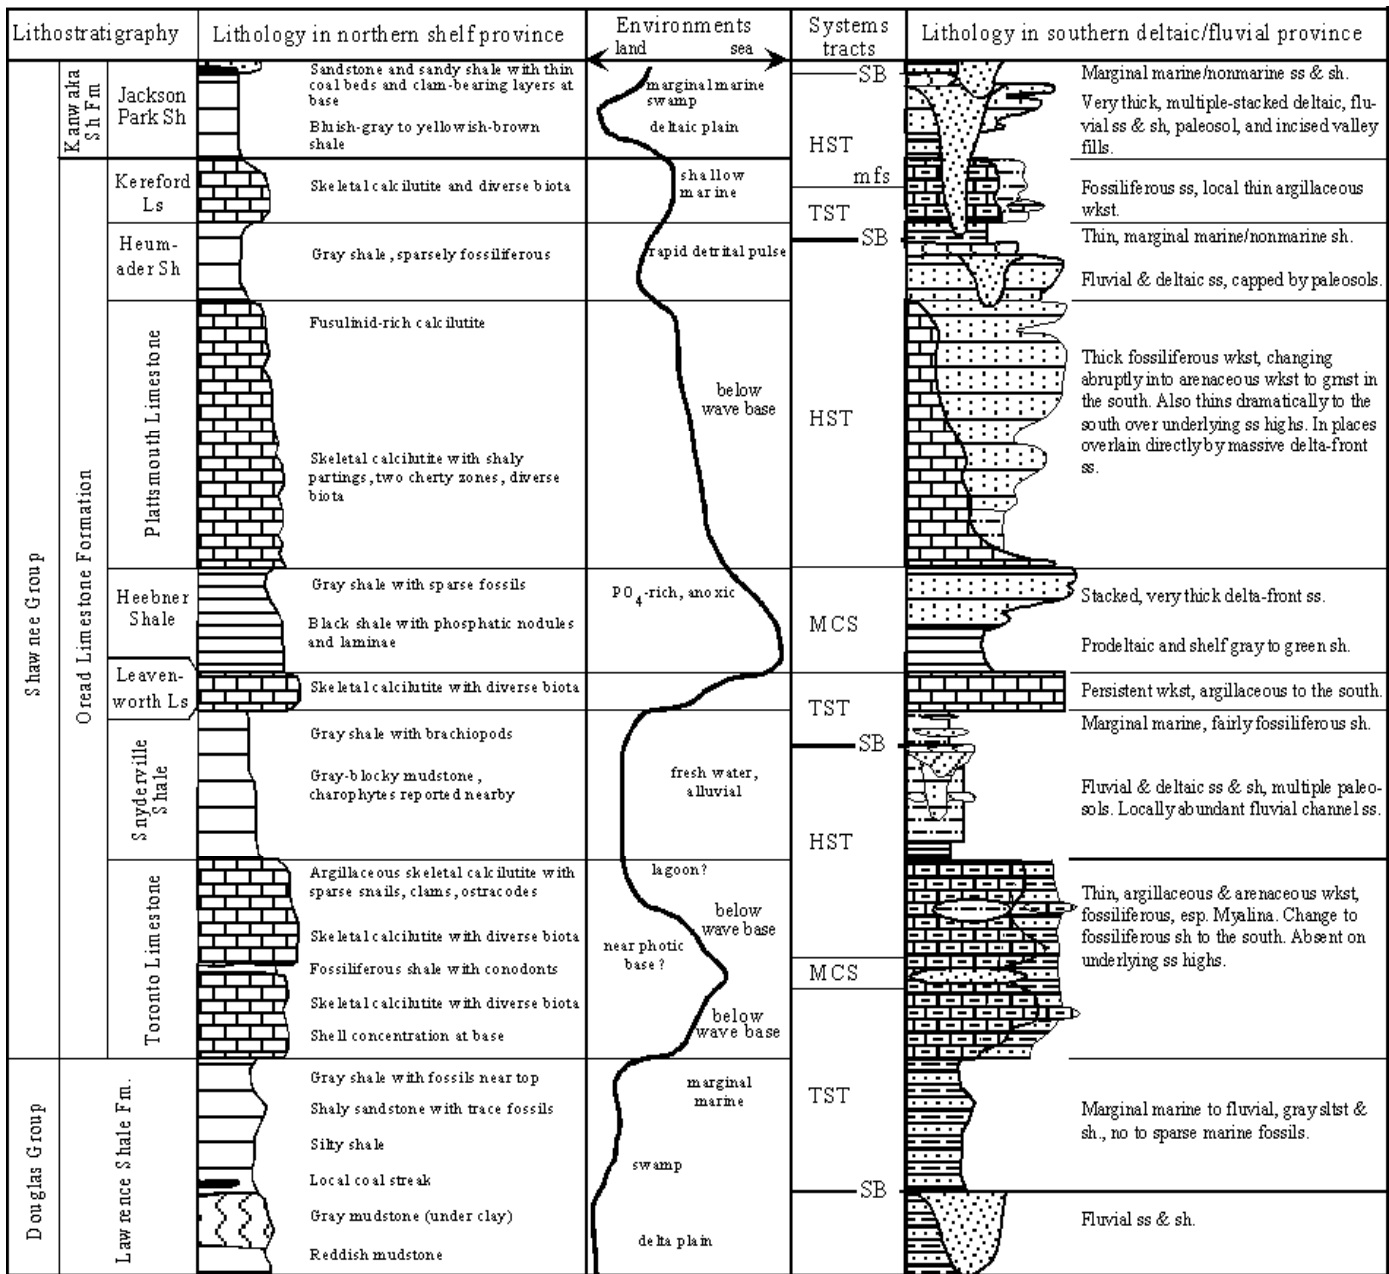 Lithostratigraphy
Lithology in northern shelf province
Environments
land
sea
Systems
tracts
Lithology in southern deltaic/fluvial province
Shawnee Group
Douglas Group
Kanwaka
Sh Fm
Oread Limestone Formation
Lawrence Shale Fm.
Jackson
Park Sh
Kereford
Ls
Heum-
ader Sh
Plattsmouth Limestone
Heebner
Shale
Leaven-
worth Ls
Snyderville
Shale
Toronto Limestone
Sandstone and sandy shale with thin
coal beds and clam-bearing layers at
base
Bluish-gray to yellowish-brown
shale
Skeletal calcilutite and diverse biota
Gray shale, sparsely fossiliferous
Fusulinid-rich calcilutite
Skeletal calcilutite with shaly
partings, two cherty zones, diverse
biota
Gray shale with sparse fossils
Black shale with phosphatic nodules
and laminae
Skeletal calcilutite with diverse biota
Gray shale with brachiopods
Gray-blocky mudstone,
charophytes reported nearby
Argillaceous skeletal calcilutite with
sparse snails, clams, ostracodes
Skeletal calcilutite with diverse biota
Fossiliferous shale with conodonts
Skeletal calcilutite with diverse biota
Shell concentration at base
Gray shale with fossils near top
Shaly sandstone with trace fossils
Silty shale
Local coal streak
Gray mudstone (under clay)
Reddish mudstone
marginal marine
swamp
deltaic plain
shallow
marine
rapid detrital pulse
below
wave base
PO4-rich, anoxic
fresh water,
alluvial
lagoon?
below
wave base
near photic
base?
below
wave base
marginal
marine
swamp
delta plain
SB
HST
mfs
TST
SB
HST
MCS
TST
SB
HST
MCS
TST
SB
Marginal marine/nonmarine ss & sh.
Very thick, multiple-stacked deltaic, flu-
vial ss & sh, paleosol, and incised valley
fills.
Fossiliferous ss, local thin argillaceous
wkst.
Thin, marginal marine/nonmarine sh.
Fluvial & deltaic ss, capped by paleosols.
Thick fossiliferous wkst, changing
abruptly into arenaceous wkst to grnst in
the south. Also thins dramatically to the
south over underlying ss highs. In places
overlain directly by massive delta-front
ss.
Stacked, very thick delta-front ss.
Prodeltaic and shelf gray to green sh.
Persistent wkst, argillaceous to the south.
Marginal marine, fairly fossiliferous sh.
Fluvial & deltaic ss & sh, multiple paleo-
sols. Locally abundant fluvial channel ss.
Thin, argillaceous & arenaceous wkst,
fossiliferous, esp. Myalina. Change to
fossiliferous sh to the south. Absent on
underlying ss highs.
Marginal marine to fluvial, gray sltst &
sh., no to sparse marine fossils.
Fluvial ss & sh.